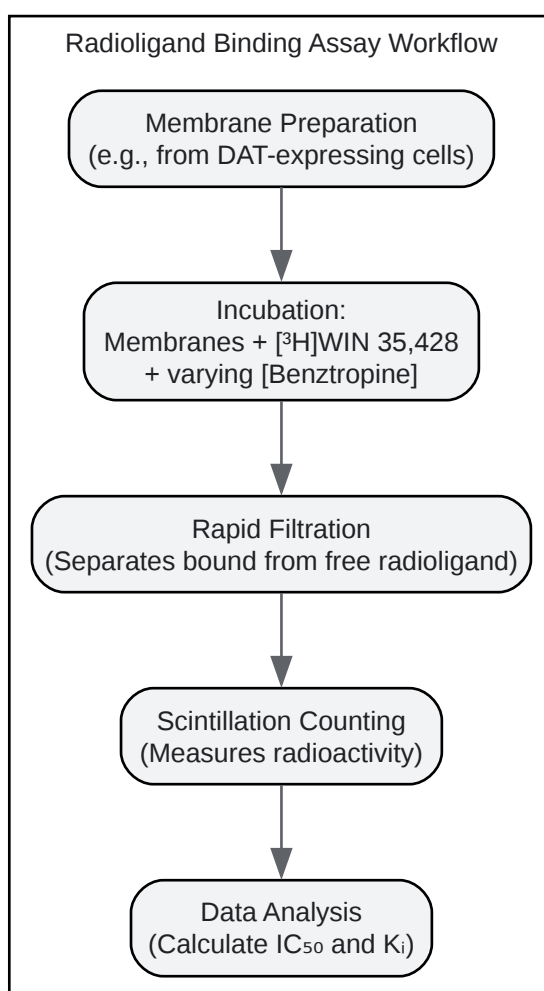 Radioligand Binding Assay Workflow
Membrane Preparation
(e.g., from DAT-expressing cells)
Incubation:
Membranes + [³H]WIN 35,428
+ varying [Benztropine]
Rapid Filtration
(Separates bound from free radioligand)
Scintillation Counting
(Measures radioactivity)
Data Analysis
(Calculate IC₅₀ and Kᵢ)